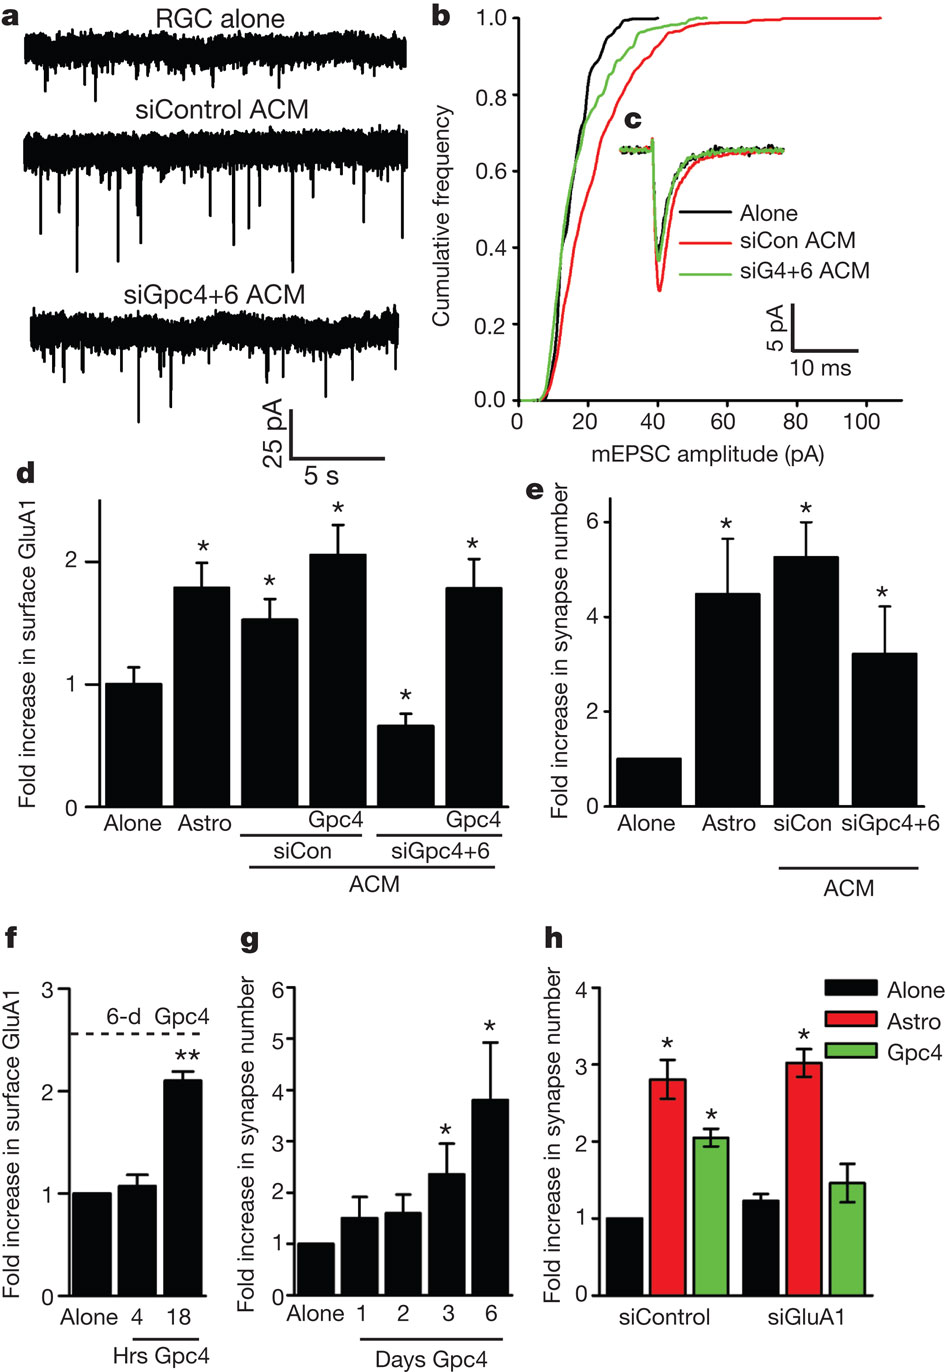 a
RGC alone
siControl ACM
siGpc4+6 ACM
25 pA
5 s
b
Cumulative frequency
1.0
0.8
0.6
0.4
0.2
0.0
0 20 40 60 80 100
mEPSC amplitude (pA)
c
Alone
siCon ACM
siG4+6 ACM
5 pA
10 ms
d
Fold increase in surface GluA1
2
1
0
* * * * *
Alone Astro Gpc4 Gpc4
siCon siGpc4+6
ACM
e
Fold increase in synapse number
6
4
2
0
* * *
Alone Astro siCon siGpc4+6
ACM
f
Fold increase in surface GluA1
3
2
1
0
6-d Gpc4
**
Alone 4 18
Hrs Gpc4
g
Fold increase in synapse number
6
5
4
3
2
1
0
* *
Alone 1 2 3 6
Days Gpc4
h
Fold increase in synapse number
4
3
2
1
0
* * *
Alone
Astro
Gpc4
siControl siGluA1